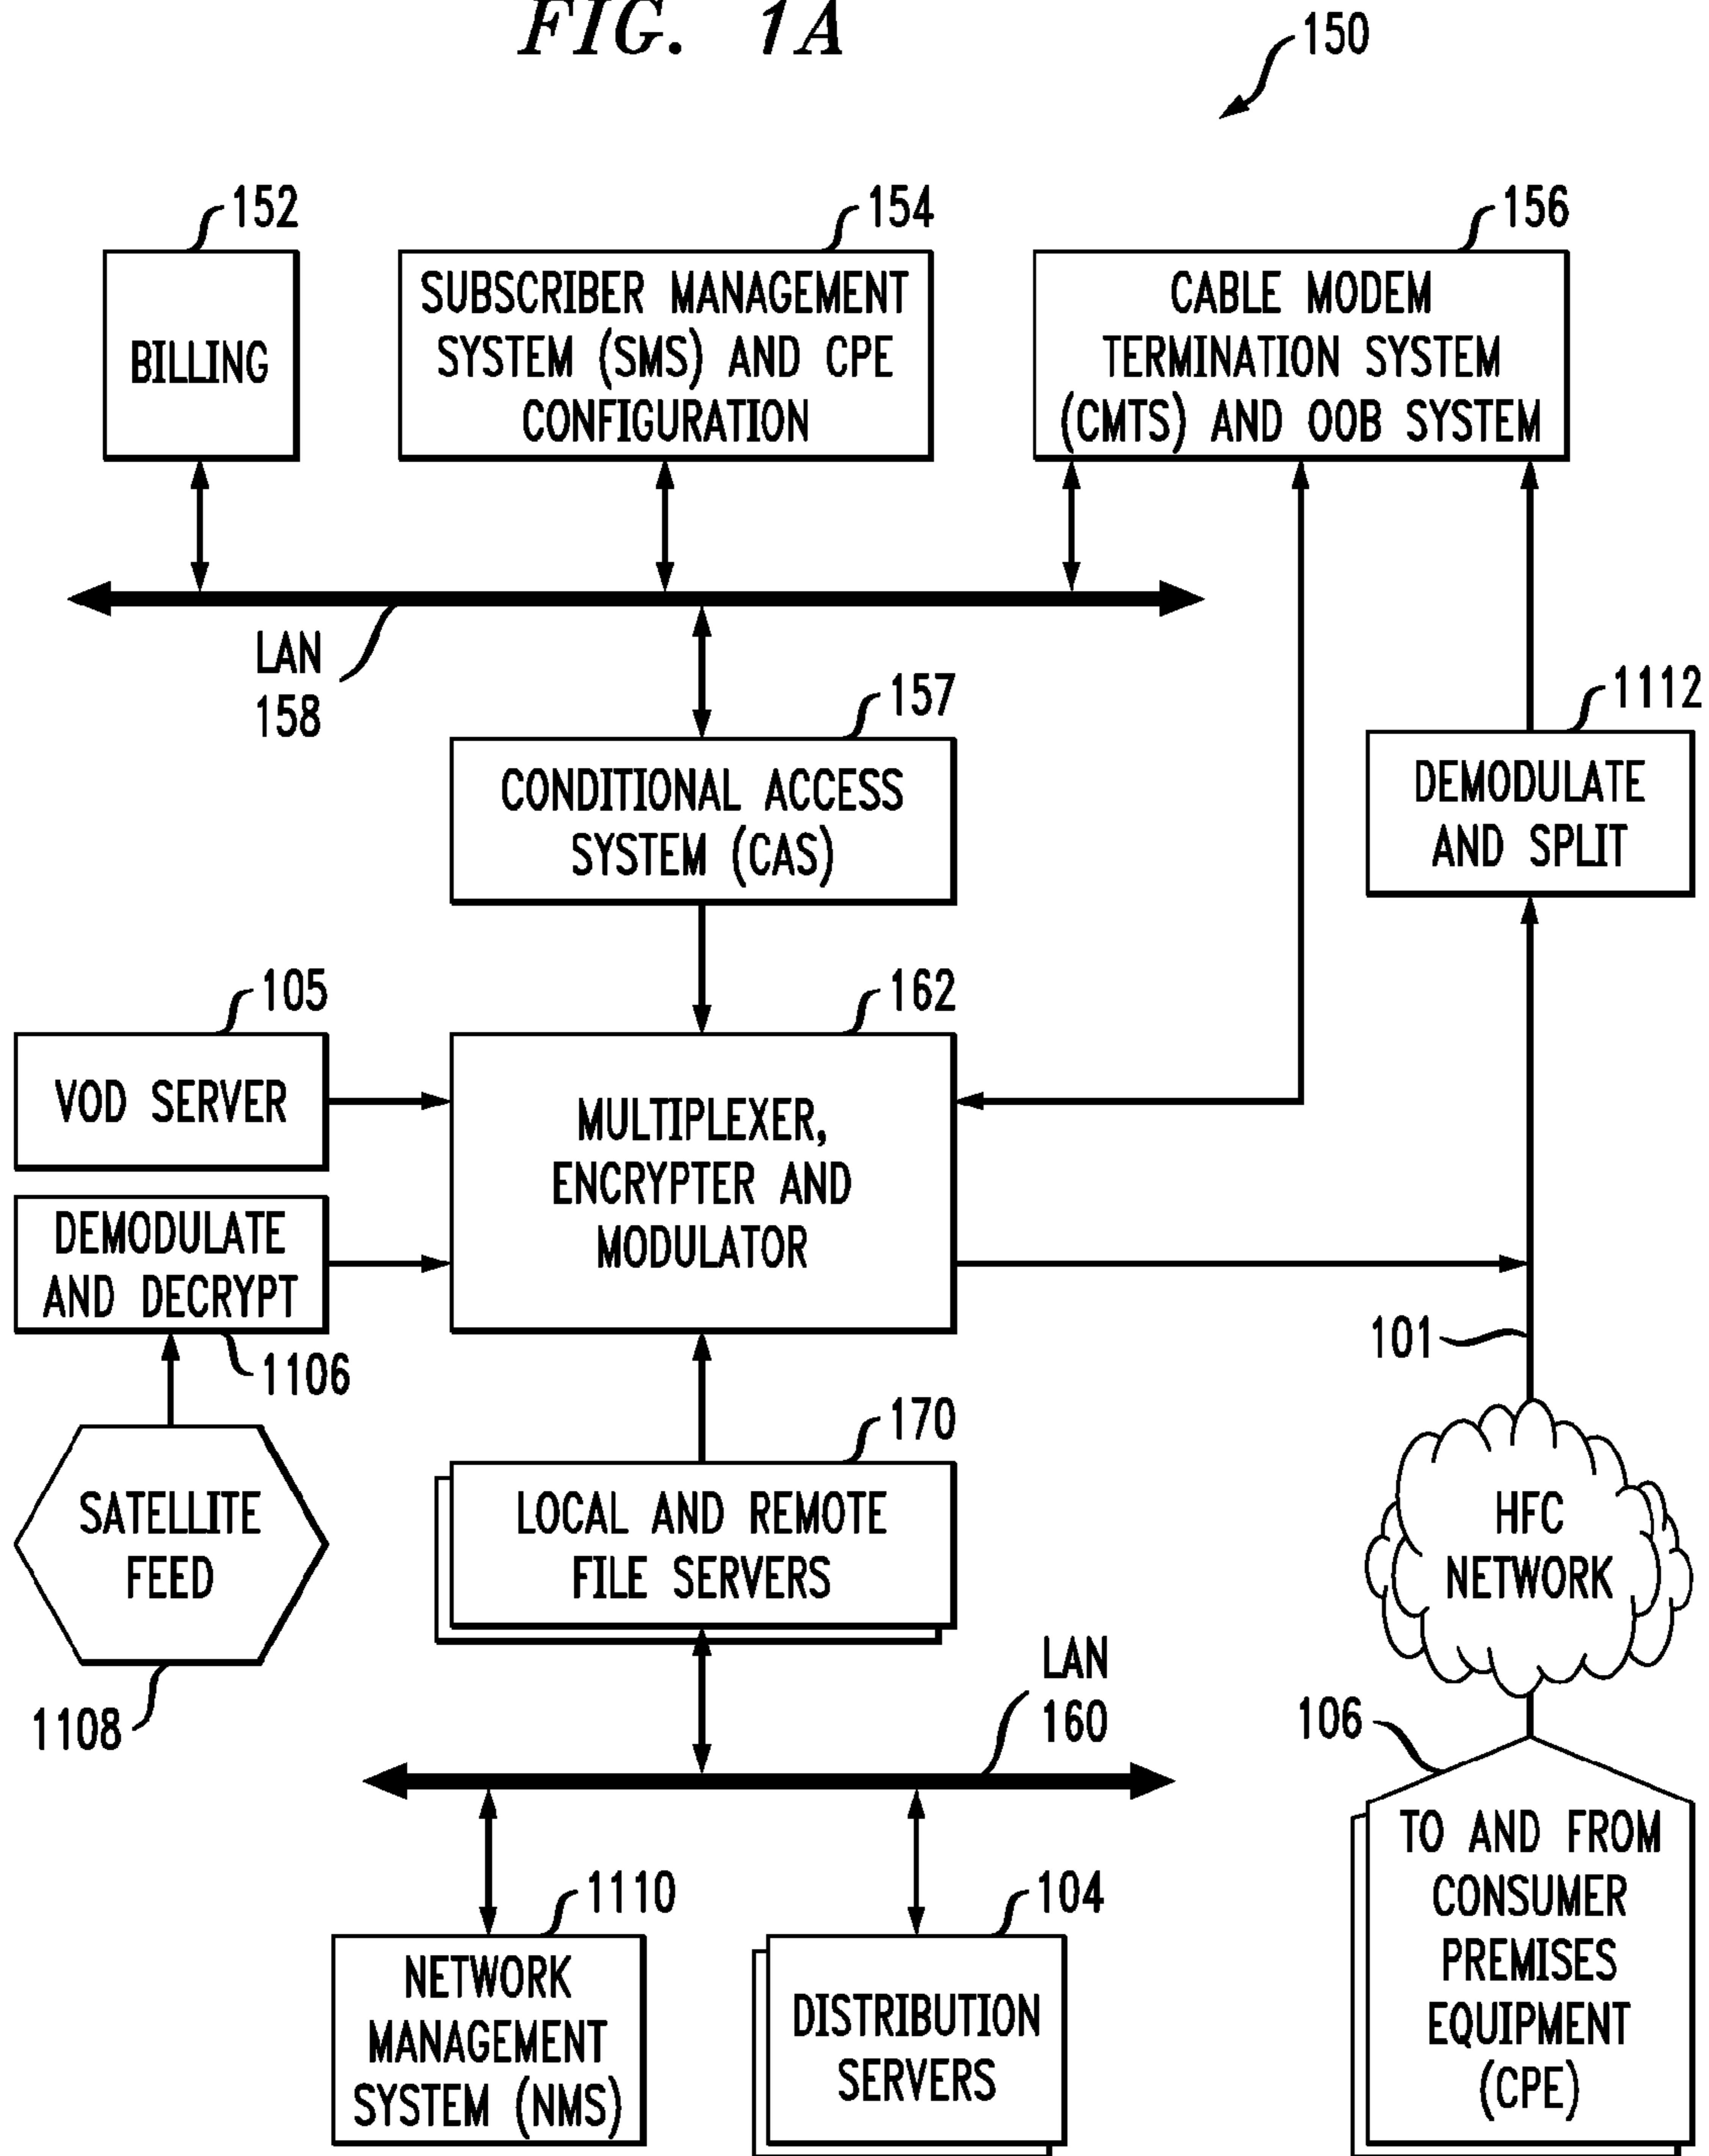 FIG. 1A
150
152
154
156
BILLING
SUBSCRIBER MANAGEMENT
SYSTEM (SMS) AND CPE
CONFIGURATION
CABLE MODEM
TERMINATION SYSTEM
(CMTS) AND OOB SYSTEM
LAN
158
157
1112
CONDITIONAL ACCESS
SYSTEM (CAS)
DEMODULATE
AND SPLIT
105
162
VOD SERVER
MULTIPLEXER,
ENCRYPTER AND
MODULATOR
DEMODULATE
AND DECRYPT
1106
101
170
SATELLITE
FEED
LOCAL AND REMOTE
FILE SERVERS
HFC
NETWORK
1108
LAN
160
106
1110
104
NETWORK
MANAGEMENT
SYSTEM (NMS)
DISTRIBUTION
SERVERS
TO AND FROM
CONSUMER
PREMISES
EQUIPMENT
(CPE)